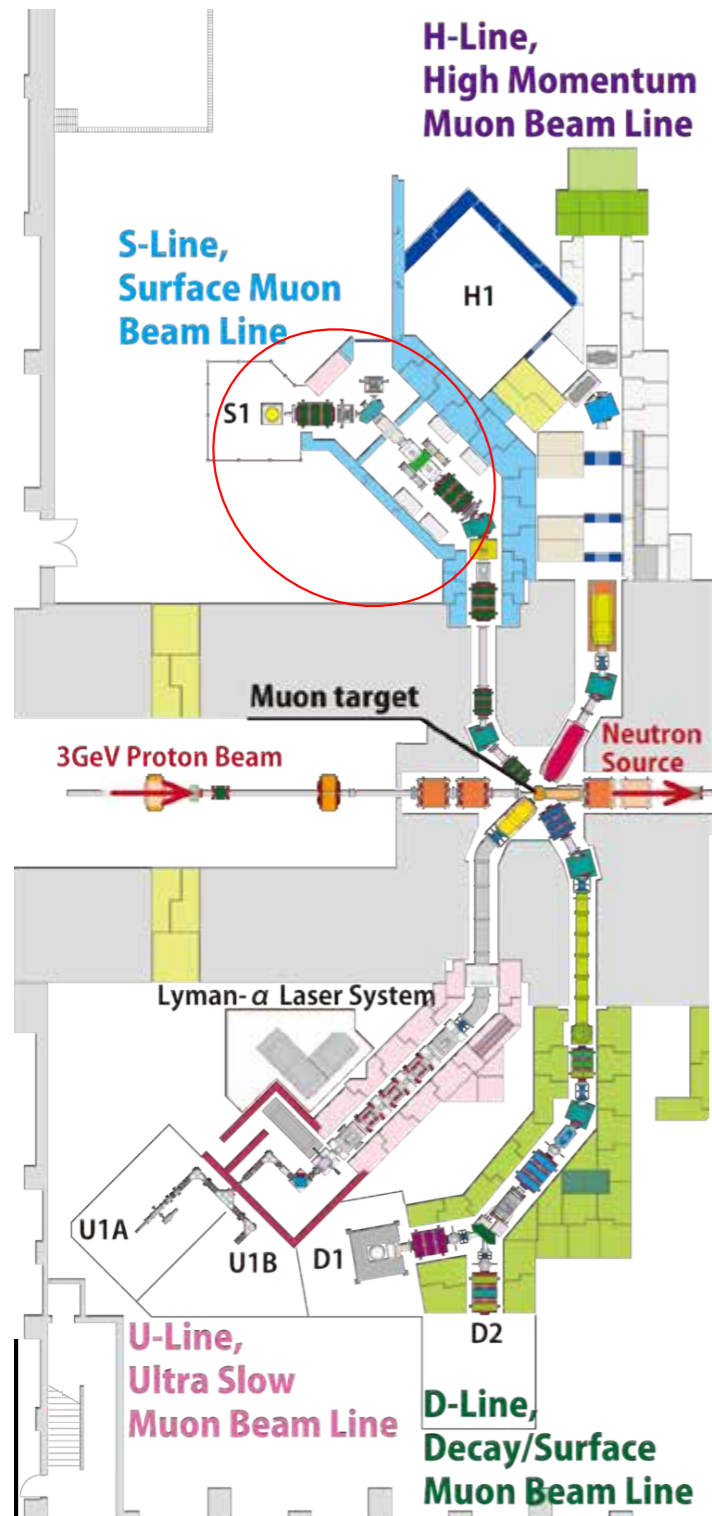 H-Line,
High Momentum
Muon Beam Line
S-Line,
Surface Muon
Beam Line
H1
S1
Muon target
3GeV Proton Beam
Neutron
Source
Lyman-α Laser System
U1A
U1B
D1
D2
U-Line,
Ultra Slow
Muon Beam Line
D-Line,
Decay/Surface
Muon Beam Line